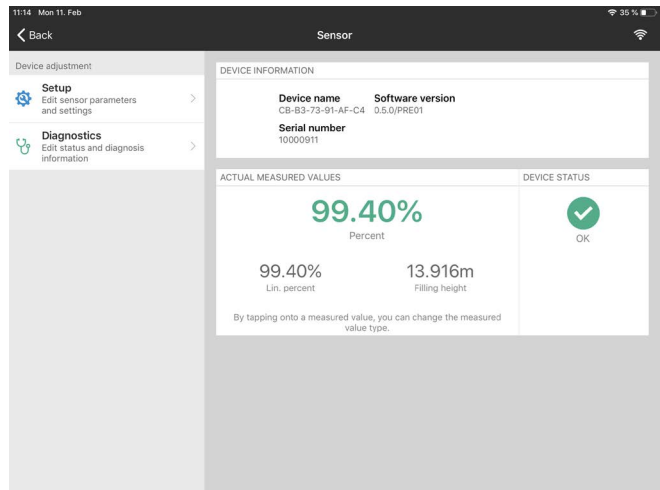 11:14 Mon 11. Feb
35 %
Back
Sensor
Device adjustment
Setup
Edit sensor parameters
and settings
Diagnostics
Edit status and diagnosis
information
DEVICE INFORMATION
Device name Software version
CB-B3-73-91-AF-C4 0.5.0/PRE01
Serial number
10000911
ACTUAL MEASURED VALUES
99.40%
Percent
99.40% 13.916m
Lin. percent Filling height
By tapping onto a measured value, you can change the measured
value type.
DEVICE STATUS
OK